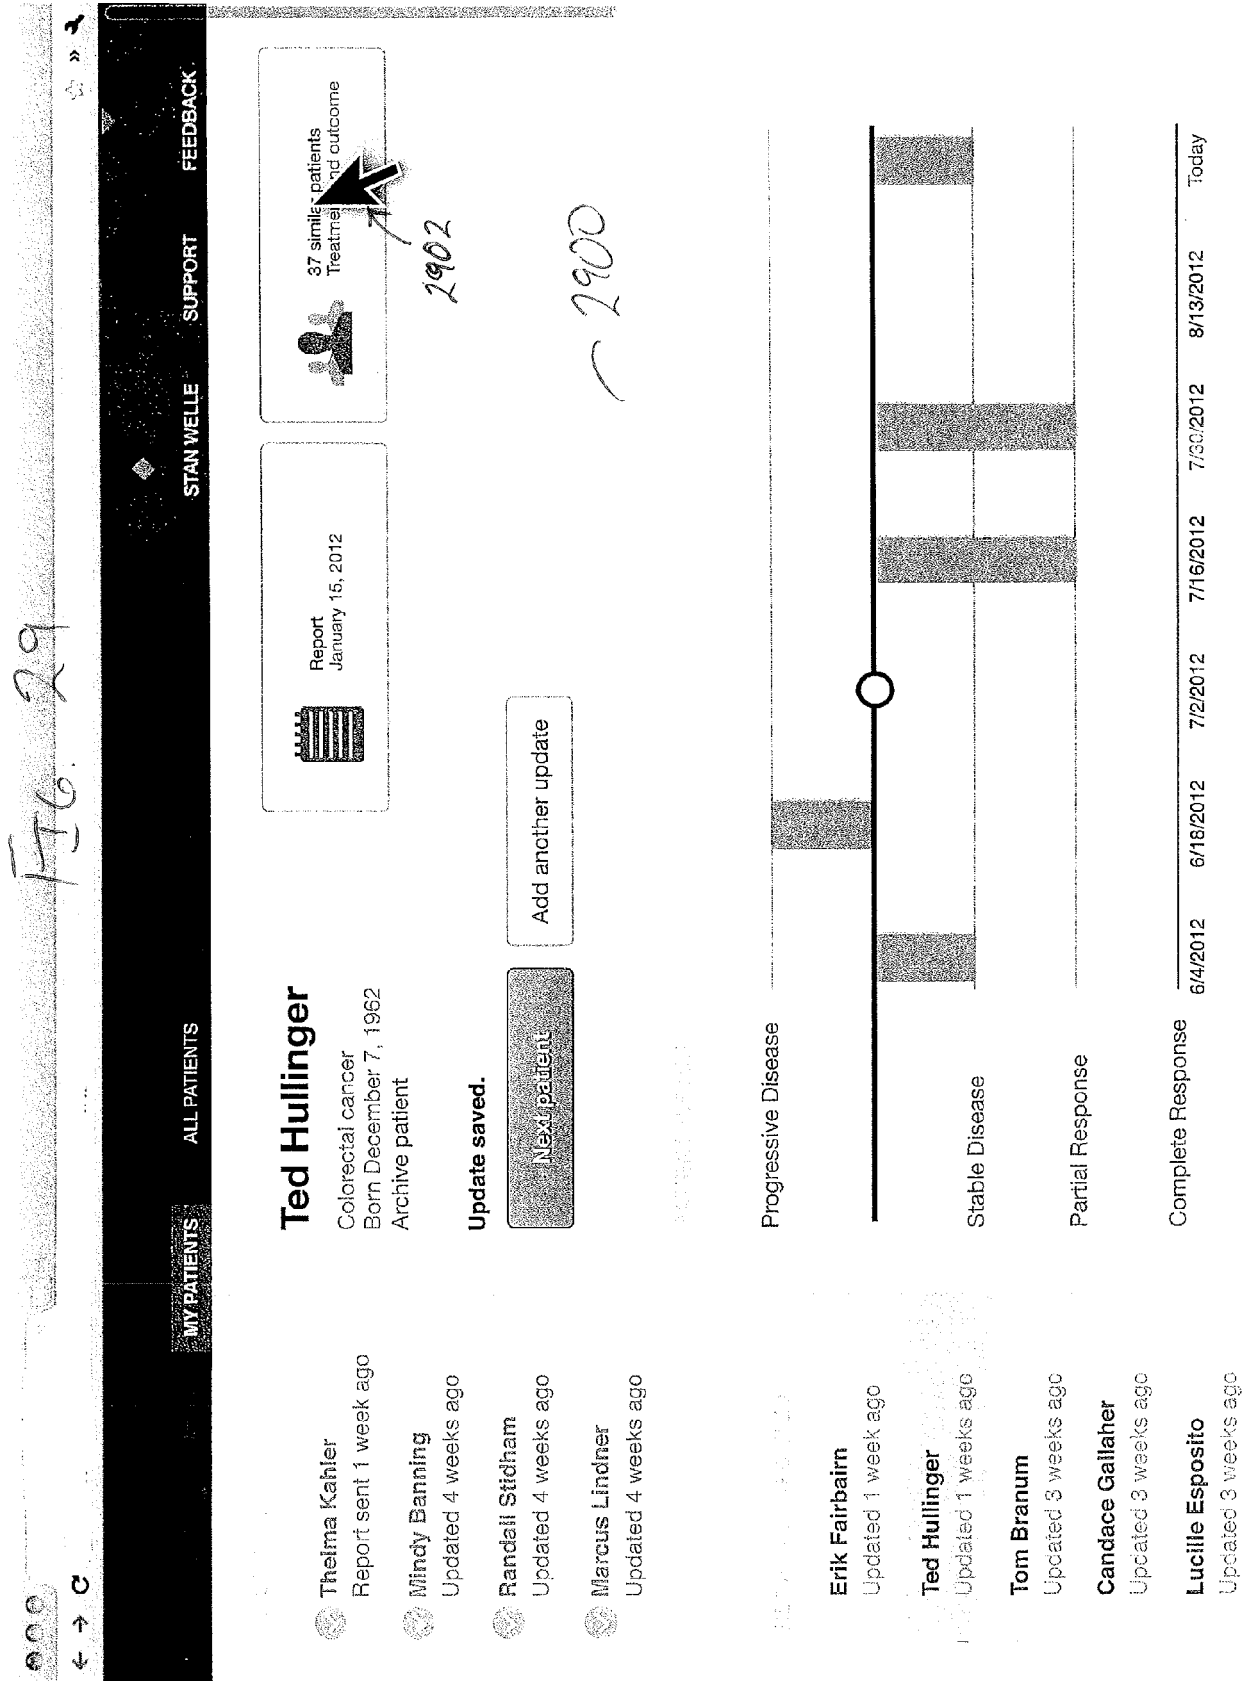 FIG. 29
MY PATIENTS
ALL PATIENTS
STAN WELLE
SUPPORT
FEEDBACK
Thelma Kahler
Report sent 1 week ago
Mindy Banning
Updated 4 weeks ago
Randall Stidham
Updated 4 weeks ago
Marcus Lindner
Updated 4 weeks ago
Erik Fairbairn
Updated 1 week ago
Ted Hullinger
Updated 1 weeks ago
Tom Branum
Updated 3 weeks ago
Candace Gallaher
Updated 3 weeks ago
Lucille Esposito
Updated 3 weeks ago
Ted Hullinger
Colorectal cancer
Born December 7, 1962
Archive patient
Report
January 15, 2012
37 similar patients
Treatment and outcome
2902
Update saved.
Next patient
Add another update
2900
Progressive Disease
Stable Disease
Partial Response
Complete Response
6/4/2012
6/18/2012
7/2/2012
7/16/2012
7/30/2012
8/13/2012
Today